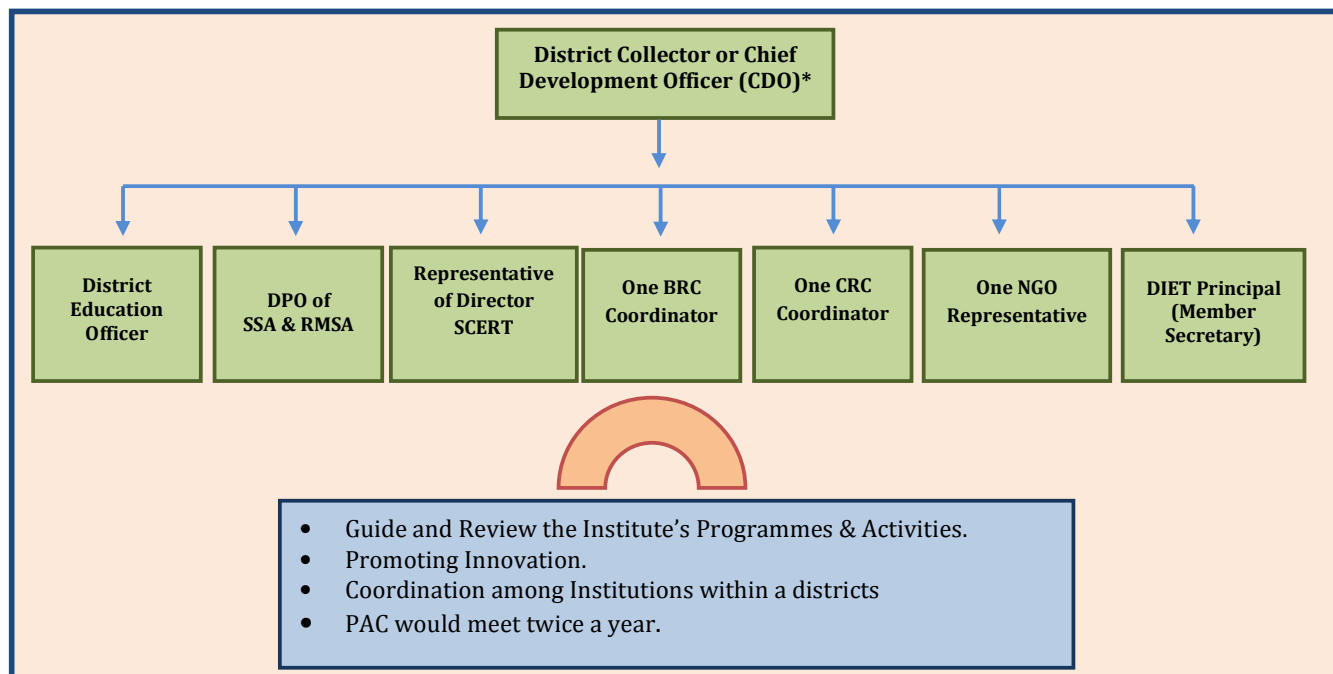 District Collector or Chief
Development Officer (CDO)*
District
Education
Officer
DPO of
SSA & RMSA
Representative
of Director
SCERT
One BRC
Coordinator
One CRC
Coordinator
One NGO
Representative
DIET Principal
(Member
Secretary)
• Guide and Review the Institute’s Programmes & Activities.
• Promoting Innovation.
• Coordination among Institutions within a districts
• PAC would meet twice a year.